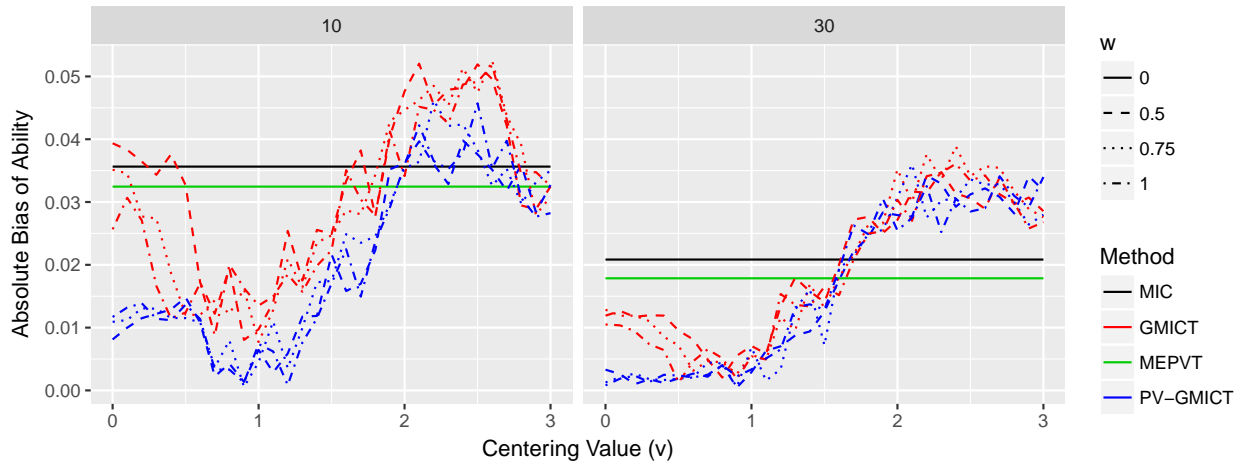 10
30
Absolute Bias of Ability
0.05
0.04
0.03
0.02
0.01
0.00
0 1 2 3
0 1 2 3
Centering Value (v)
w
0
0.5
0.75
1
Method
MIC
GMICT
MEPVT
PV−GMICT